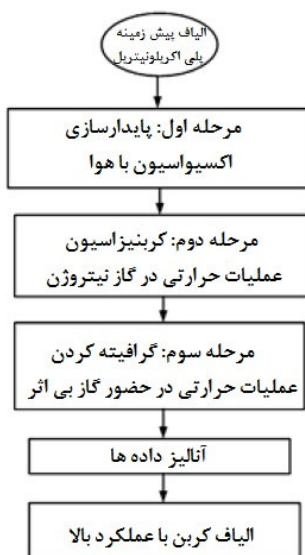 الیاف پیش زمینه
پلی اکریلونیتریل
مرحله اول: پایدارسازی
اکسیواسیون با هوا
مرحله دوم: کربنیزاسیون
عملیات حرارتی در گاز نیتروژن
مرحله سوم: گرافیته کردن
عملیات حرارتی در حضور گاز بی اثر
آنالیز داده ها
الیاف کربن با عملکرد بالا